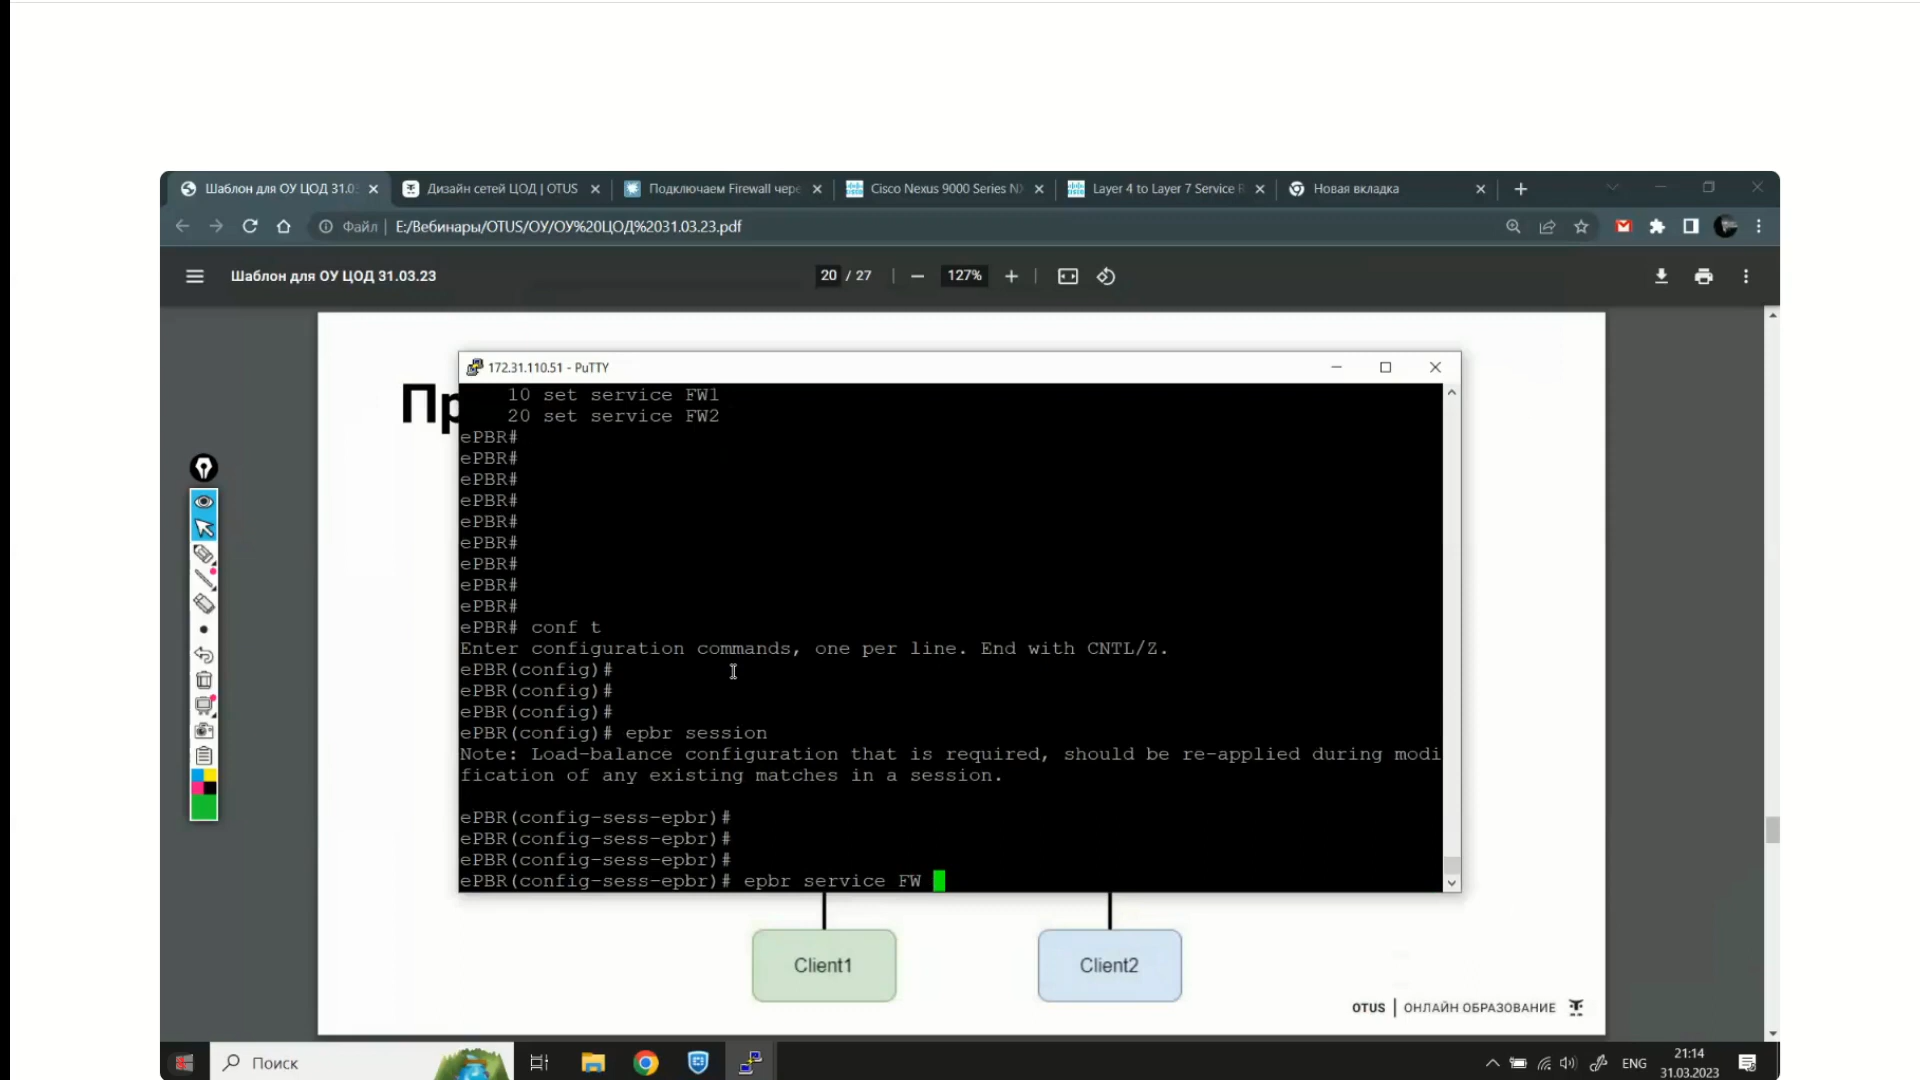 Шаблон для ОУ ЦОД 31.0
Дизайн сетей ЦОД | OTUS
Подключаем Firewall чере
Cisco Nexus 9000 Series N
Layer 4 to Layer 7 Service R
Новая вкладка
Файл | E:/Вебинары/OTUS/ОУ/ОУ%20ЦОД%2031.03.23.pdf
Шаблон для ОУ ЦОД 31.03.23
20 / 27
127%
Пр
172.31.110.51 - PuTTY
10 set service FW1
20 set service FW2
ePBR#
ePBR#
ePBR#
ePBR#
ePBR#
ePBR#
ePBR#
ePBR#
ePBR#
ePBR# conf t
Enter configuration commands, one per line. End with CNTL/Z.
ePBR(config)#
ePBR(config)#
ePBR(config)#
ePBR(config)# epbr session
Note: Load-balance configuration that is required, should be re-applied during modi
fication of any existing matches in a session.
ePBR(config-sess-epbr)#
ePBR(config-sess-epbr)#
ePBR(config-sess-epbr)#
ePBR(config-sess-epbr)# epbr service FW
Client1
Client2
OTUS | ОНЛАЙН ОБРАЗОВАНИЕ
Поиск
ENG
21:14
31.03.2023